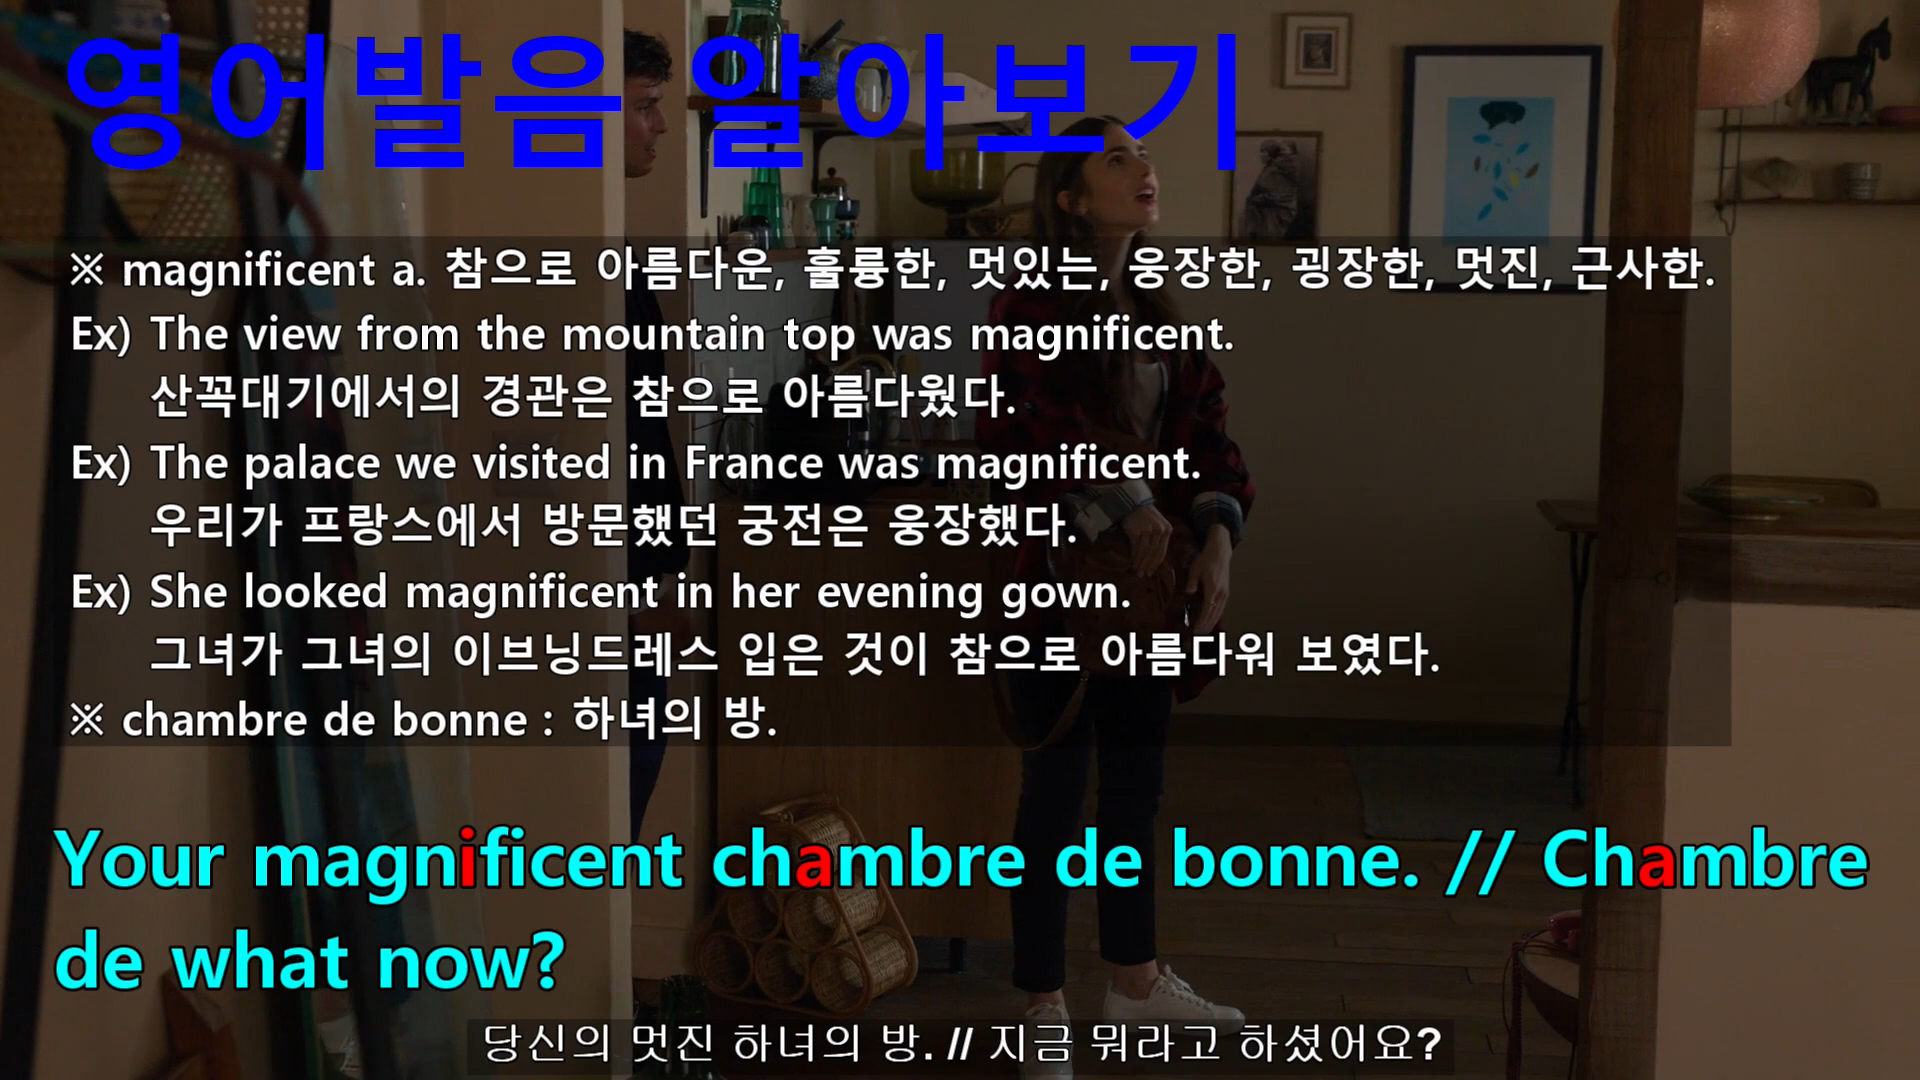 영어발음 알아보기
※ magnificent a. 참으로 아름다운, 훌륭한, 멋있는, 웅장한, 굉장한, 멋진, 근사한.
Ex) The view from the mountain top was magnificent.
산꼭대기에서의 경관은 참으로 아름다웠다.
Ex) The palace we visited in France was magnificent.
우리가 프랑스에서 방문했던 궁전은 웅장했다.
Ex) She looked magnificent in her evening gown.
그녀가 그녀의 이브닝드레스 입은 것이 참으로 아름다워 보였다.
※ chambre de bonne : 하녀의 방.
Your magnificent chambre de bonne. // Chambre
de what now?
당신의 멋진 하녀의 방. // 지금 뭐라고 하셨어요?